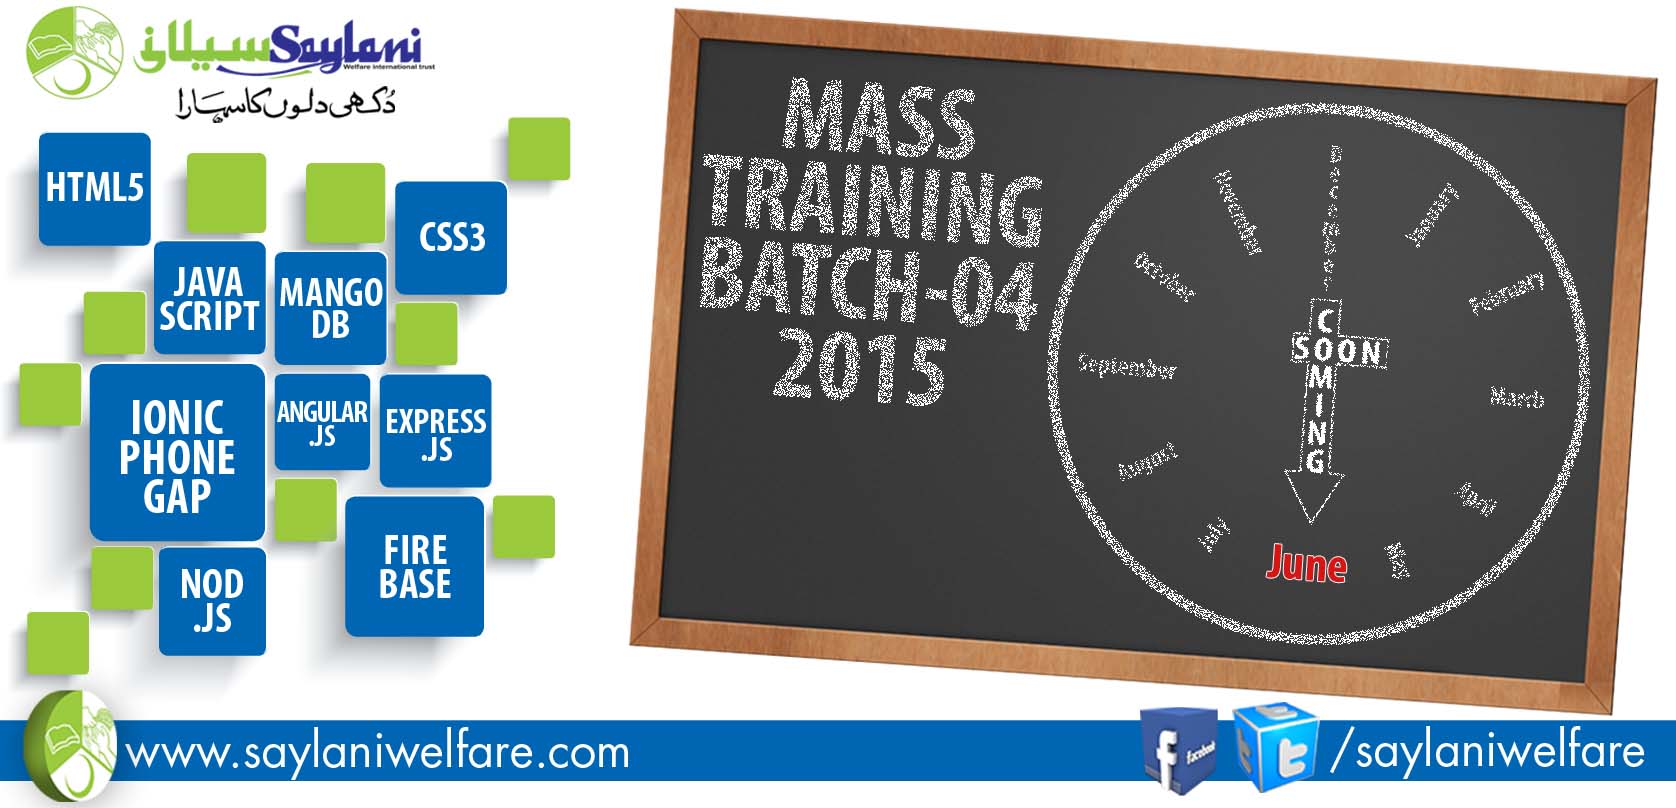 سیلانی Saylani
Welfare international trust
دُکھی دلوں کا سہارا
HTML5
CSS3
JAVA
SCRIPT
MANGO
DB
IONIC
PHONE
GAP
ANGULAR
.JS
EXPRESS
.JS
FIRE
BASE
NOD
.JS
MASS
TRAINING
BATCH-04
2015
December
January
February
March
April
May
June
July
August
September
October
November
COMING
SOON
www.saylaniwelfare.com
facebook
/saylaniwelfare